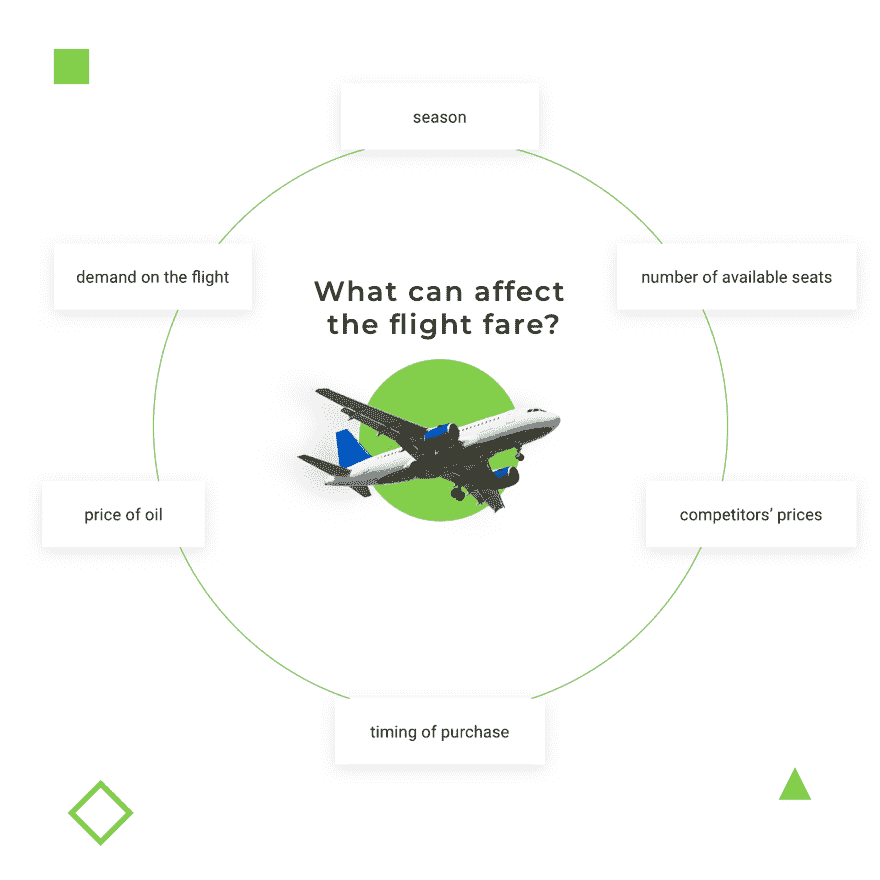 season
demand on the flight
number of available seats
What can affect
the flight fare?
price of oil
competitors’ prices
timing of purchase